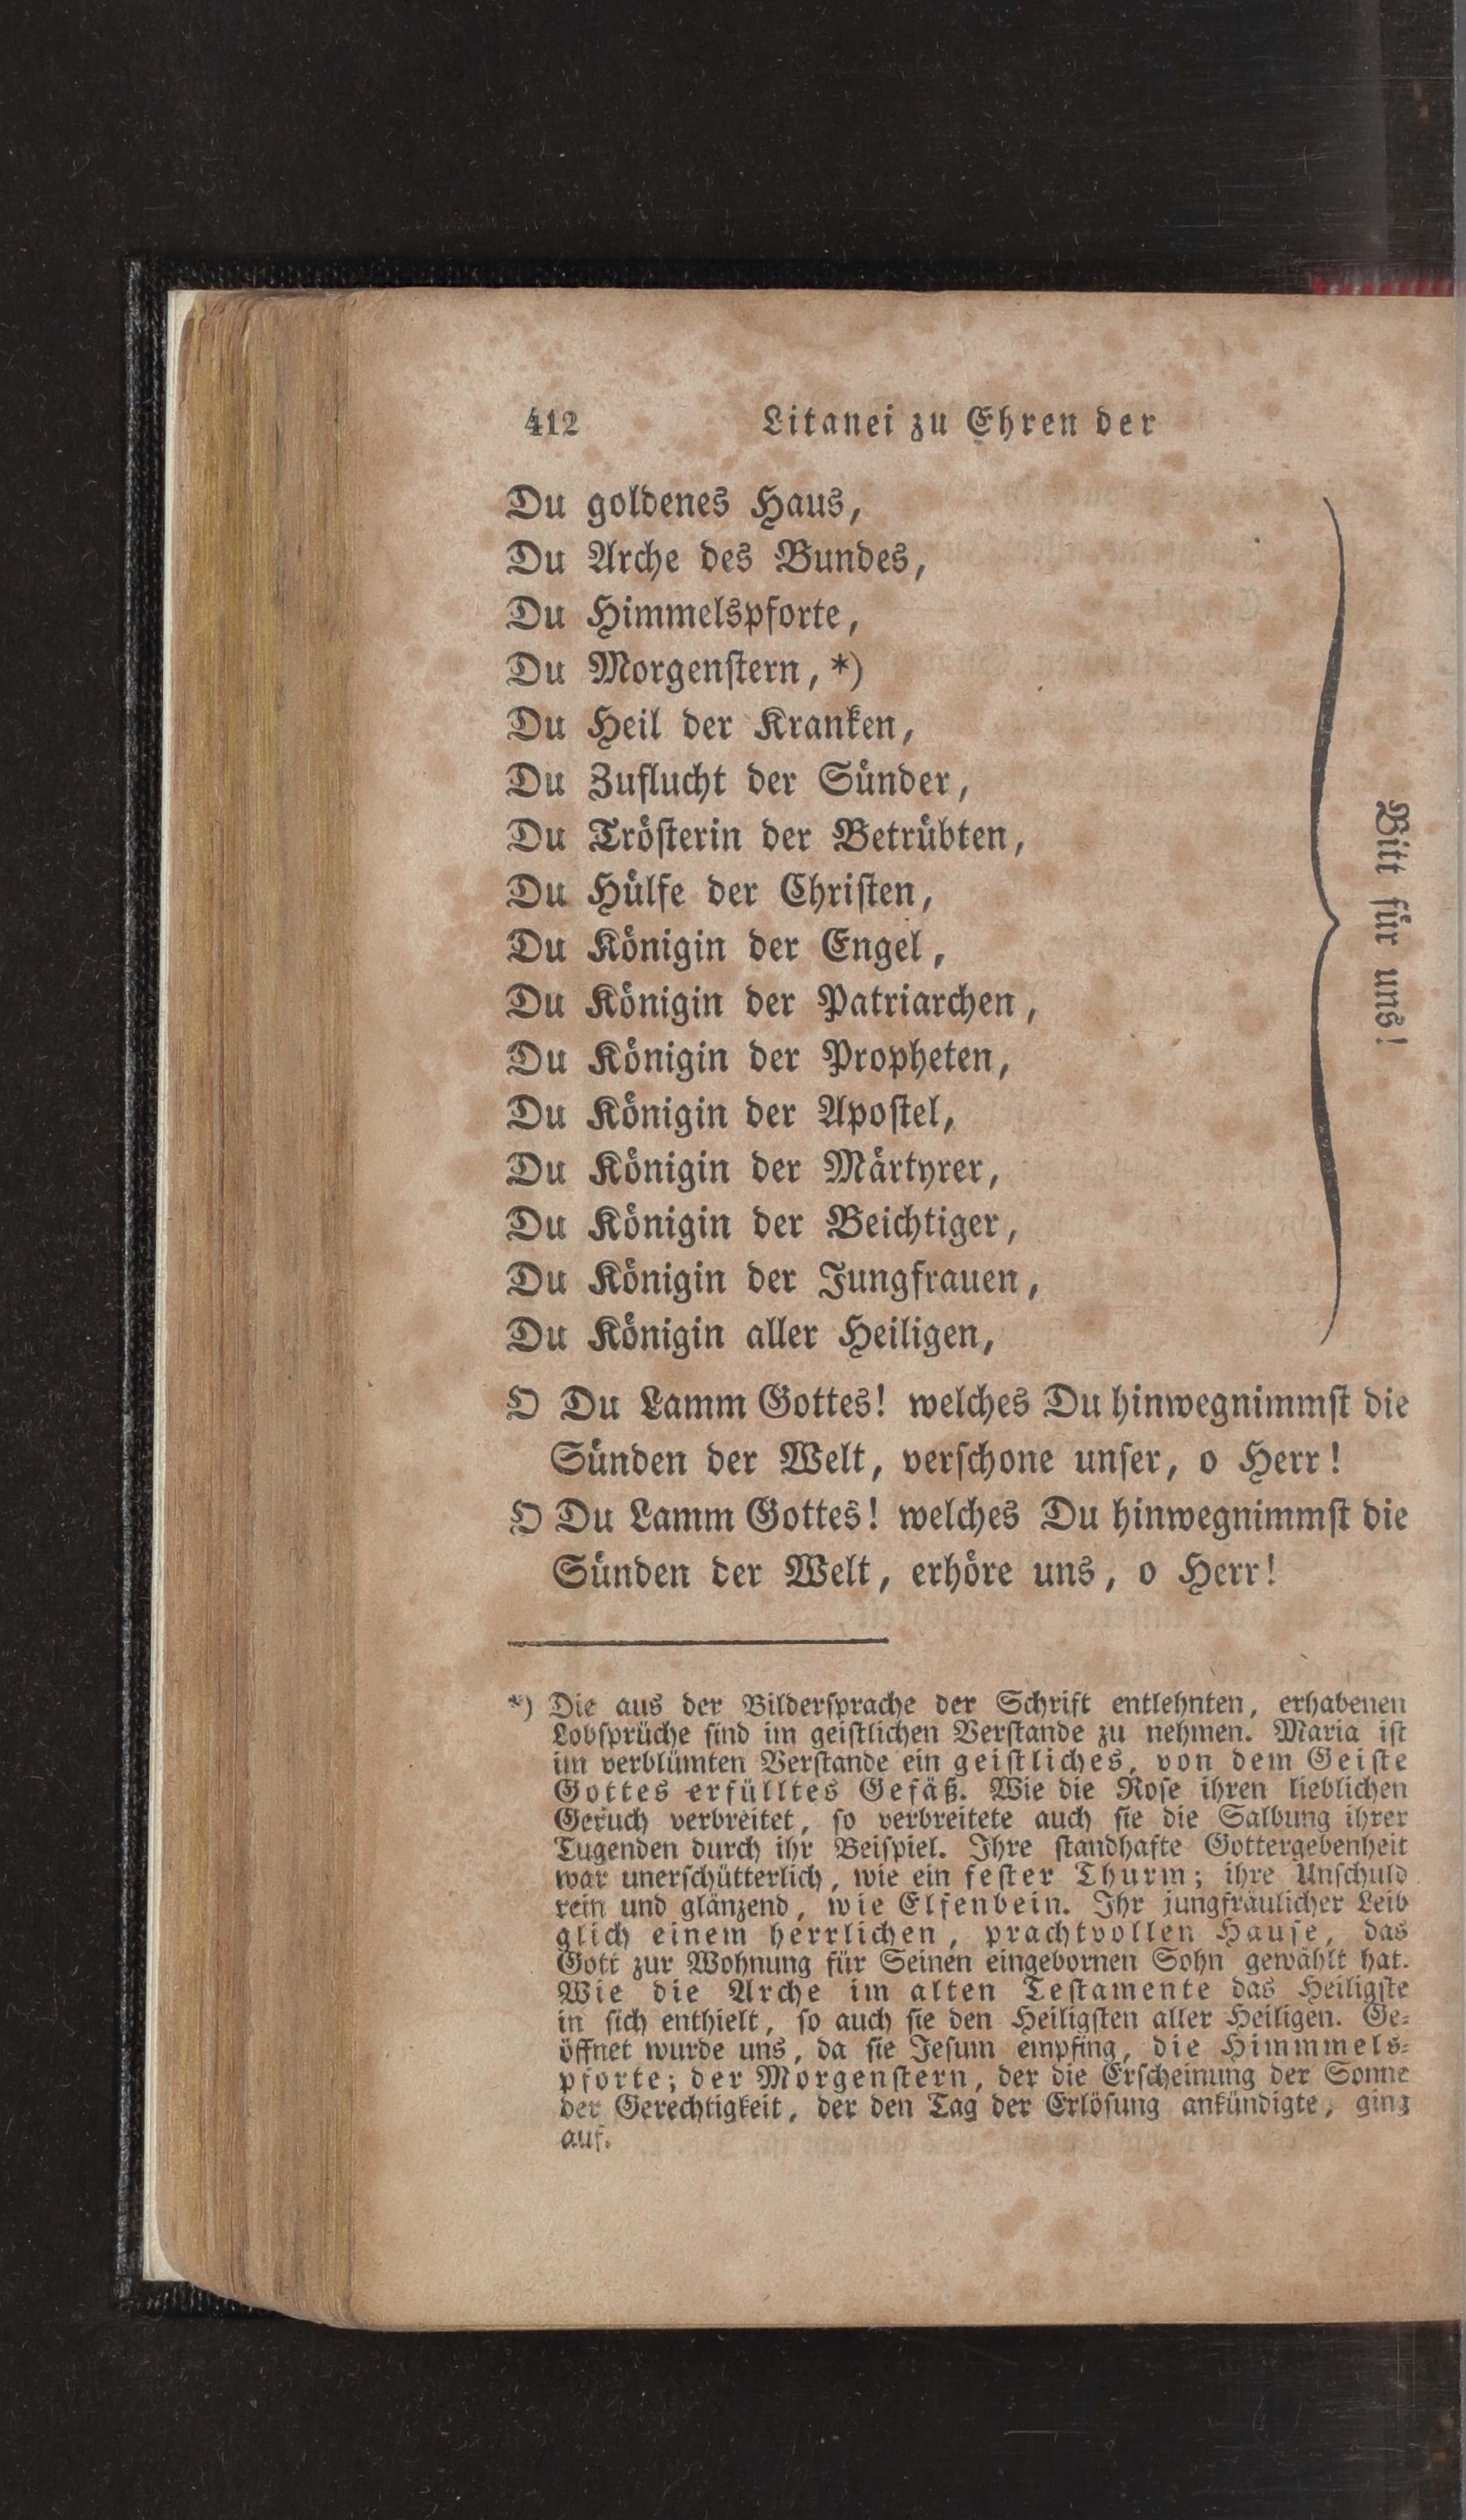 412 Litanei zu Ehren der
Du goldenes Haus,
Du Arche des Bundes,
Du Himmelspforte,
Du Morgenstern, *)
Du Heil der Kranken,
Du Zuflucht der Sünder,
Du Trösterin der Betrübten,
Du Hülfe der Christen,
Du Königin der Engel,
Du Königin der Patriarchen,
Du Königin der Propheten,
Du Königin der Apostel,
Du Königin der Märtyrer,
Du Königin der Beichtiger,
Du Königin der Jungfrauen,
Du Königin aller Heiligen,
Bitt für uns!
O Du Lamm Gottes! welches Du hinwegnimmst die
Sünden der Welt, verschone unser, o Herr!
O Du Lamm Gottes! welches Du hinwegnimmst die
Sünden der Welt, erhöre uns, o Herr!
*) Die aus der Bildersprache der Schrift entlehnten, erhabenen
Lobsprüche sind im geistlichen Verstande zu nehmen. Maria ist
im verblümten Verstande ein geistliches, von dem Geiste
Gottes erfülltes Gefäß. Wie die Rose ihren lieblichen
Geruch verbreitet, so verbreitete auch sie die Salbung ihrer
Tugenden durch ihr Beispiel. Ihre standhafte Gottergebenheit
war unerschütterlich, wie ein fester Thurm; ihre Unschuld
rein und glänzend, wie Elfenbein. Ihr jungfräulicher Leib
glich einem herrlichen, prachtvollen Hause, das
Gott zur Wohnung für Seinen eingebornen Sohn gewählt hat.
Wie die Arche im alten Testamente das Heiligste
in sich enthielt, so auch sie den Heiligsten aller Heiligen. Ge-
öffnet wurde uns, da sie Jesum empfing, die Himmmels-
pforte; der Morgenstern, der die Erscheinung der Sonne
der Gerechtigkeit, der den Tag der Erlösung ankündigte, ging
auf.